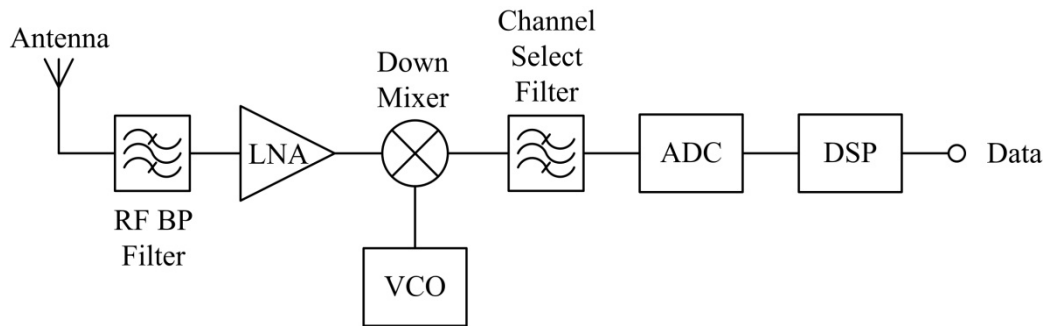 Antenna
RF BP
Filter
LNA
Down
Mixer
VCO
Channel
Select
Filter
ADC
DSP
Data